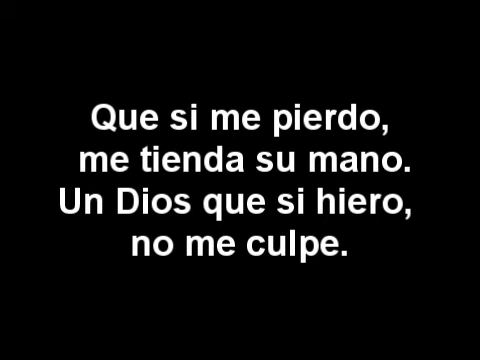 Que si me pierdo,
me tienda su mano.
Un Dios que si hiero,
no me culpe.